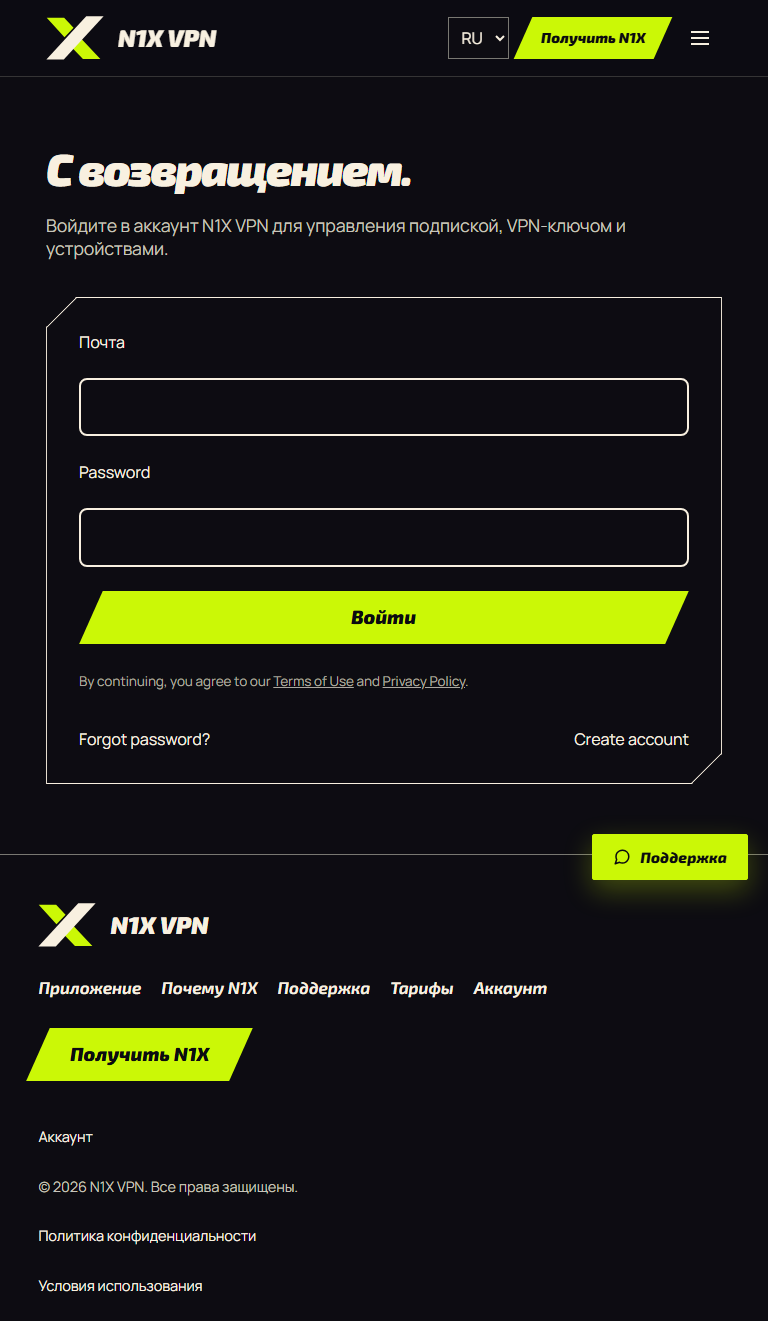 N1X VPN
RU
Получить N1X
С возвращением.
Войдите в аккаунт N1X VPN для управления подпиской, VPN-ключом и
устройствами.
Почта
Password
Войти
By continuing, you agree to our Terms of Use and Privacy Policy.
Forgot password?
Create account
Поддержка
N1X VPN
Приложение Почему N1X Поддержка Тарифы Аккаунт
Получить N1X
Аккаунт
© 2026 N1X VPN. Все права защищены.
Политика конфиденциальности
Условия использования